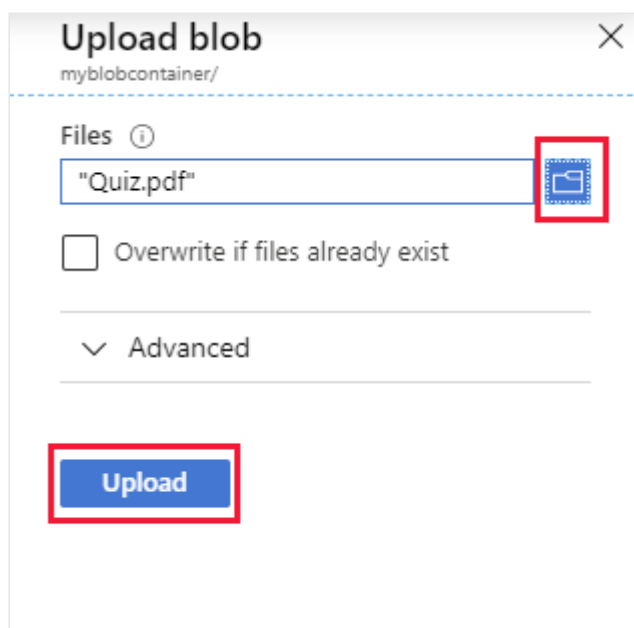 Upload blob
myblobcontainer/
Files
"Quiz.pdf"
Overwrite if files already exist
Advanced
Upload